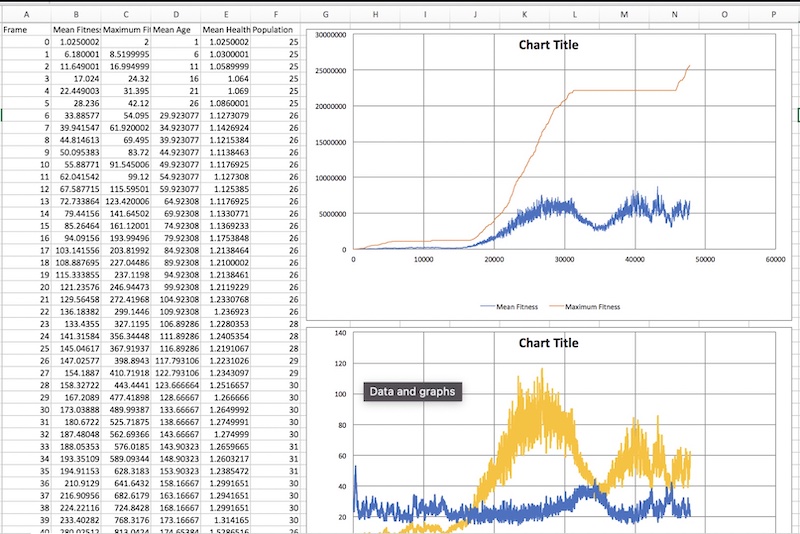 A B C D E F G H I J K L M N O P
Frame Mean Fitnes Maximum Fit Mean Age Mean Health Population
0 1.0250002 2 1 1.0250002 25
1 6.180001 8.5199995 6 1.0300001 25
2 11.649001 16.994999 11 1.0589999 25
3 17.024 24.32 16 1.064 25
4 22.449003 31.395 21 1.069 25
5 28.236 42.12 26 1.0860001 25
6 33.88577 54.095 29.923077 1.1273079 26
7 39.941547 61.920002 34.923077 1.1426924 26
8 44.814613 69.495 39.923077 1.1215384 26
9 50.095383 83.72 44.923077 1.1138463 26
10 55.88771 91.545006 49.923077 1.1176925 26
11 62.041542 99.12 54.923077 1.127308 26
12 67.587715 115.59501 59.923077 1.125385 26
13 72.733864 123.420006 64.92308 1.1176925 26
14 79.44156 141.64502 69.92308 1.1330771 26
15 85.26464 161.12001 74.92308 1.1369233 26
16 94.09156 193.99496 79.92308 1.1753848 26
17 103.141556 203.81992 84.92308 1.2138464 26
18 108.887695 227.04486 89.92308 1.2100002 26
19 115.333855 237.1198 94.92308 1.2138461 26
20 121.23576 246.94473 99.92308 1.2119229 26
21 129.56458 272.41968 104.92308 1.2330768 26
22 136.18382 299.1446 109.92308 1.236923 26
23 133.4355 327.1195 106.89286 1.2280353 28
24 141.31584 356.34448 111.89286 1.2405354 28
25 145.04617 367.91937 116.89286 1.2191067 28
26 147.02577 398.8943 117.793106 1.2231026 29
27 154.1887 410.71918 122.793106 1.2343097 29
28 158.32722 443.4441 123.666664 1.2516657 30
29 167.2089 477.41898 128.66667 1.266666 30
30 173.03888 489.99387 133.66667 1.2649992 30
31 180.6722 525.71875 138.66667 1.2749991 30
32 187.48048 562.69366 143.66667 1.274999 30
33 188.05335 576.0185 143.90323 1.2659665 31
34 193.35109 589.09344 148.90323 1.2603217 31
35 194.91153 628.3183 153.90323 1.2385472 31
36 210.9129 641.6432 158.16667 1.2991651 30
37 216.90956 682.6179 163.16667 1.2941651 30
38 224.22116 724.8428 168.16667 1.2991651 30
39 233.40282 768.3176 173.16667 1.314165 30
Chart Title
30000000
25000000
20000000
15000000
10000000
5000000
0
0 10000 20000 30000 40000 50000 60000
Mean Fitness Maximum Fitness
Chart Title
140
120
100
80
60
40
20
Data and graphs